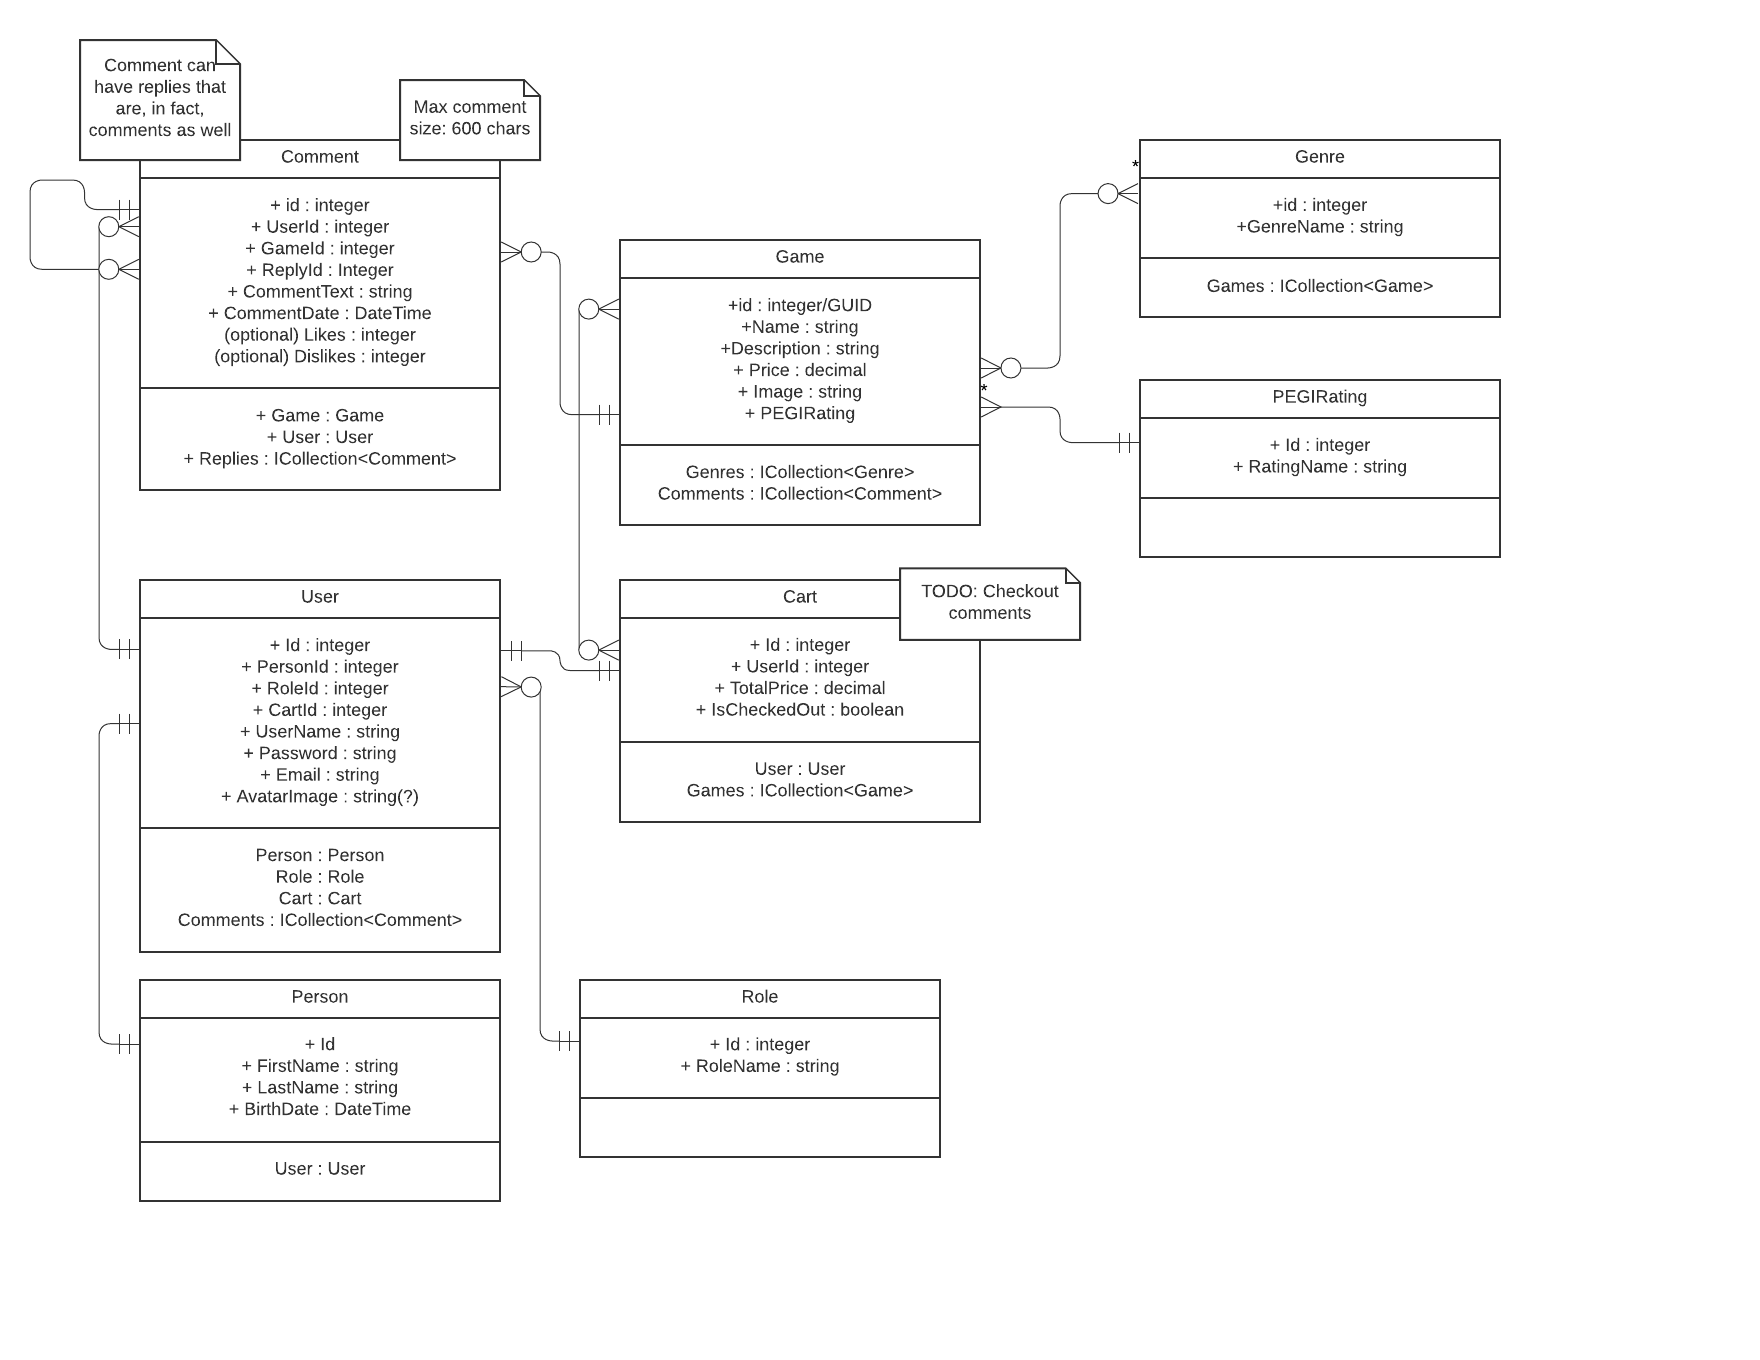 Comment can
have replies that
are, in fact,
comments as well
Max comment
size: 600 chars
Comment
+ id : integer
+ UserId : integer
+ GameId : integer
+ ReplyId : Integer
+ CommentText : string
+ CommentDate : DateTime
(optional) Likes : integer
(optional) Dislikes : integer
+ Game : Game
+ User : User
+ Replies : ICollection<Comment>
Game
+id : integer/GUID
+Name : string
+Description : string
+ Price : decimal
+ Image : string
+ PEGIRating
Genres : ICollection<Genre>
Comments : ICollection<Comment>
*
*
Genre
+id : integer
+GenreName : string
Games : ICollection<Game>
PEGIRating
+ Id : integer
+ RatingName : string
User
+ Id : integer
+ PersonId : integer
+ RoleId : integer
+ CartId : integer
+ UserName : string
+ Password : string
+ Email : string
+ AvatarImage : string(?)
Person : Person
Role : Role
Cart : Cart
Comments : ICollection<Comment>
Cart
TODO: Checkout
comments
+ Id : integer
+ UserId : integer
+ TotalPrice : decimal
+ IsCheckedOut : boolean
User : User
Games : ICollection<Game>
Person
+ Id
+ FirstName : string
+ LastName : string
+ BirthDate : DateTime
User : User
Role
+ Id : integer
+ RoleName : string